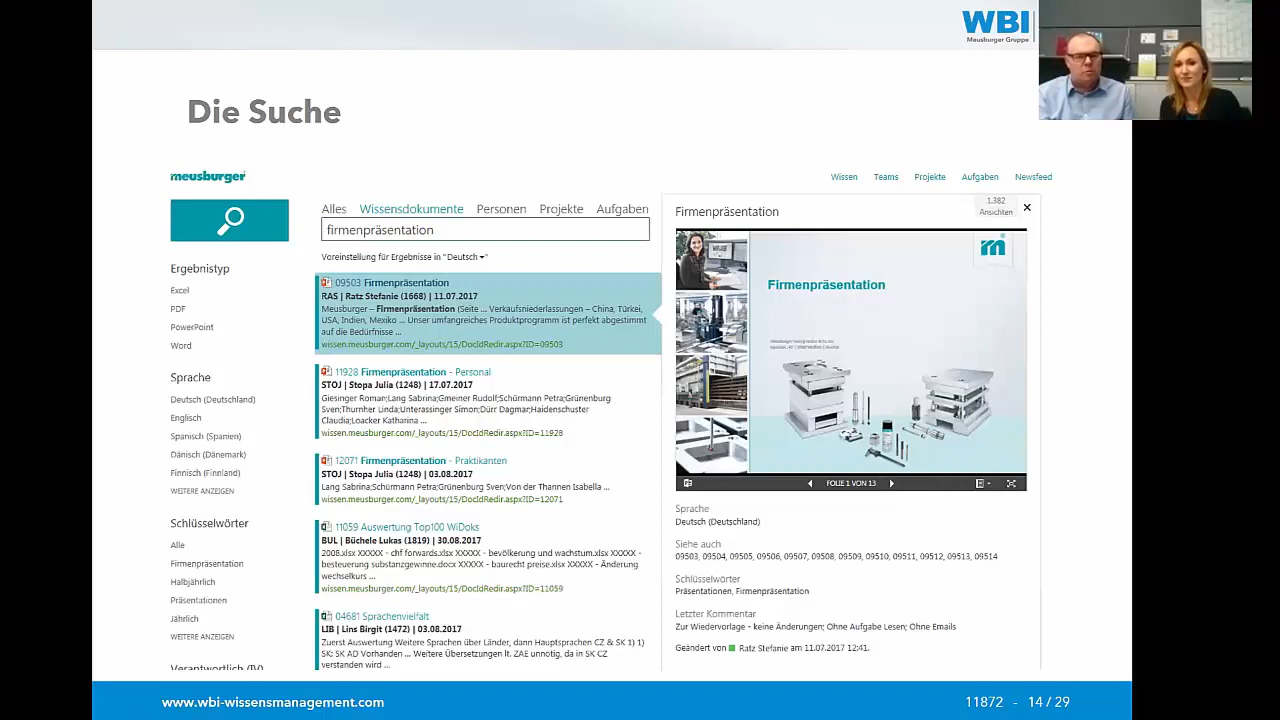 WBI
Meusburger Gruppe
Die Suche
meusburger
Wissen Teams Projekte Aufgaben Newsfeed
Alles Wissensdokumente Personen Projekte Aufgaben
firmenpräsentation
Voreinstellung für Ergebnisse in "Deutsch"
Ergebnistyp
Excel
PDF
PowerPoint
Word
Sprache
Deutsch (Deutschland)
Englisch
Spanisch (Spanien)
Dänisch (Dänemark)
Finnisch (Finnland)
WEITERE ANZEIGEN
Schlüsselwörter
Alle
Firmenpräsentation
Halbjährlich
Präsentationen
Jährlich
WEITERE ANZEIGEN
Verantwortlich (IV)
09503 Firmenpräsentation
RAS | Ratz Stefanie (1668) | 11.07.2017
Meusburger – Firmenpräsentation (Seite ... Verkaufsniederlassungen – China, Türkei,
USA, Indien, Mexiko ... Unser umfangreiches Produktprogramm ist perfekt abgestimmt
auf die Bedürfnisse ...
wissen.meusburger.com/_layouts/15/DocIdRedir.aspx?ID=09503
11928 Firmenpräsentation - Personal
STOJ | Stopa Julia (1248) | 17.07.2017
Giesinger Roman;Lang Sabrina;Gmeiner Rudolf;Schürmann Petra;Grünenburg
Sven;Thurnher Linda;Unterassinger Simon;Dürr Dagmar;Haidenschuster
Claudia;Loacker Katharina ...
wissen.meusburger.com/_layouts/15/DocIdRedir.aspx?ID=11928
12071 Firmenpräsentation - Praktikanten
STOJ | Stopa Julia (1248) | 03.08.2017
Lang Sabrina;Schürmann Petra;Grünenburg Sven;Von der Thannen Isabella ...
wissen.meusburger.com/_layouts/15/DocIdRedir.aspx?ID=12071
11059 Auswertung Top100 WiDoks
BUL | Büchele Lukas (1819) | 30.08.2017
2008.xlsx XXXXX - chf forwards.xlsx XXXXX - bevölkerung und wachstum.xlsx XXXXX -
besteuerung substanzgewinne.docx XXXXX - baurecht preise.xlsx XXXXX - Änderung
wechselkurs ...
wissen.meusburger.com/_layouts/15/DocIdRedir.aspx?ID=11059
04681 Sprachenvielfalt
LIB | Lins Birgit (1472) | 03.08.2017
Zuerst Auswertung Weitere Sprachen über Länder, dann Hauptsprachen CZ & SK 1) 1)
SK: SK AD Vorhanden ... Weitere Übersetzungen lt. ZAE unnötig, da in SK CZ
verstanden wird ...
Firmenpräsentation
1.382
Ansichten
Firmenpräsentation
FOLIE 1 VON 13
Sprache
Deutsch (Deutschland)
Siehe auch
09503, 09504, 09505, 09506, 09507, 09508, 09509, 09510, 09511, 09512, 09513, 09514
Schlüsselwörter
Präsentationen, Firmenpräsentation
Letzter Kommentar
Zur Wiedervorlage - keine Änderungen; Ohne Aufgabe Lesen; Ohne Emails
Geändert von Ratz Stefanie am 11.07.2017 12:41.
www.wbi-wissensmanagement.com
11872 - 14 / 29